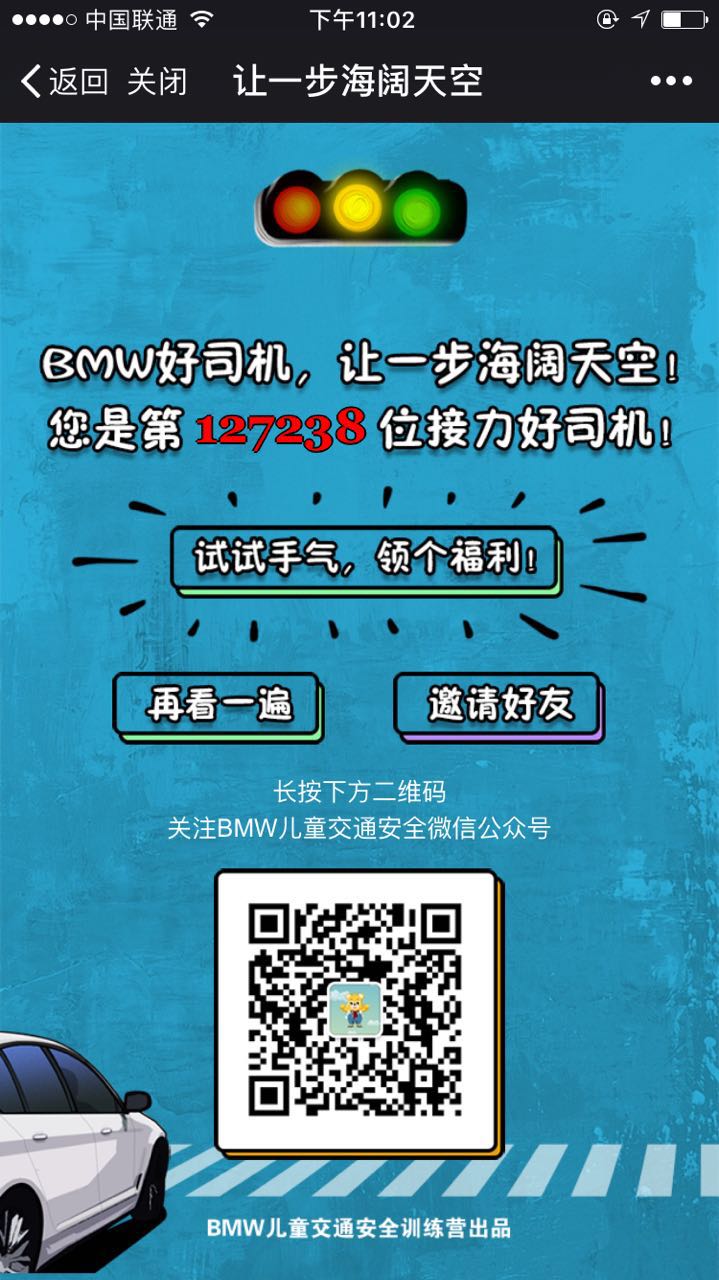 中国联通 下午11:02
返回 关闭 让一步海阔天空
BMW好司机，让一步海阔天空！
您是第 127238 位接力好司机！
试试手气，领个福利！
再看一遍 邀请好友
长按下方二维码
关注BMW儿童交通安全微信公众号
BMW儿童交通安全训练营出品